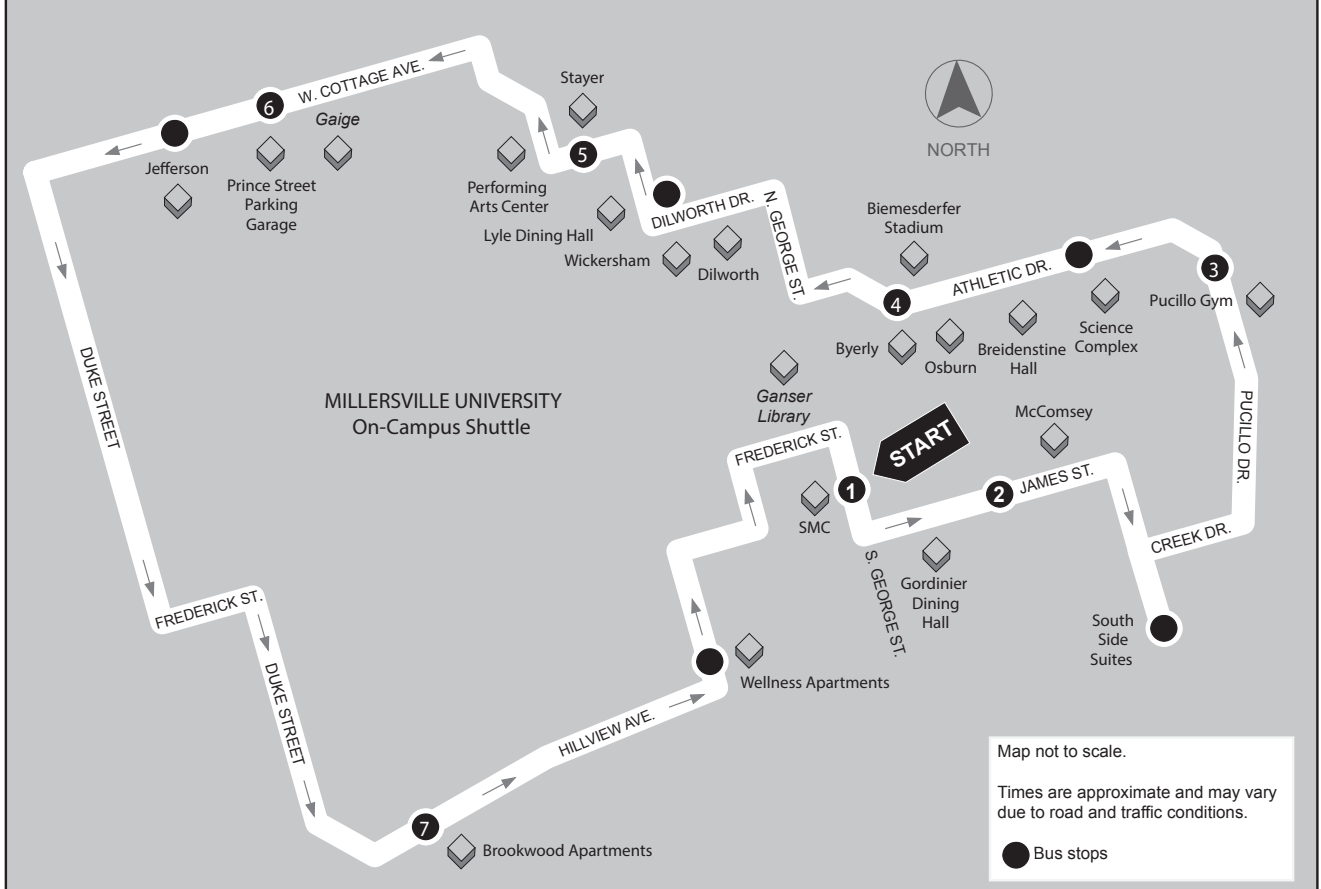 W. COTTAGE AVE.
6
Gaige
Jefferson
Prince Street
Parking
Garage
Stayer
5
Performing
Arts Center
Lyle Dining Hall
Wickersham
DILWORTH DR.
Dilworth
N. GEORGE ST.
NORTH
Biemesderfer
Stadium
ATHLETIC DR.
4
3
Pucillo Gym
Byerly
Osburn
Breidenstine
Hall
Science
Complex
PUCILLO DR.
Ganser
Library
McComsey
DUKE STREET
MILLERSVILLE UNIVERSITY
On-Campus Shuttle
FREDERICK ST.
START
1
SMC
2
JAMES ST.
CREEK DR.
S. GEORGE ST.
Gordinier
Dining
Hall
South
Side
Suites
FREDERICK ST.
DUKE STREET
Wellness Apartments
HILLVIEW AVE.
7
Brookwood Apartments
Map not to scale.
Times are approximate and may vary
due to road and traffic conditions.
Bus stops